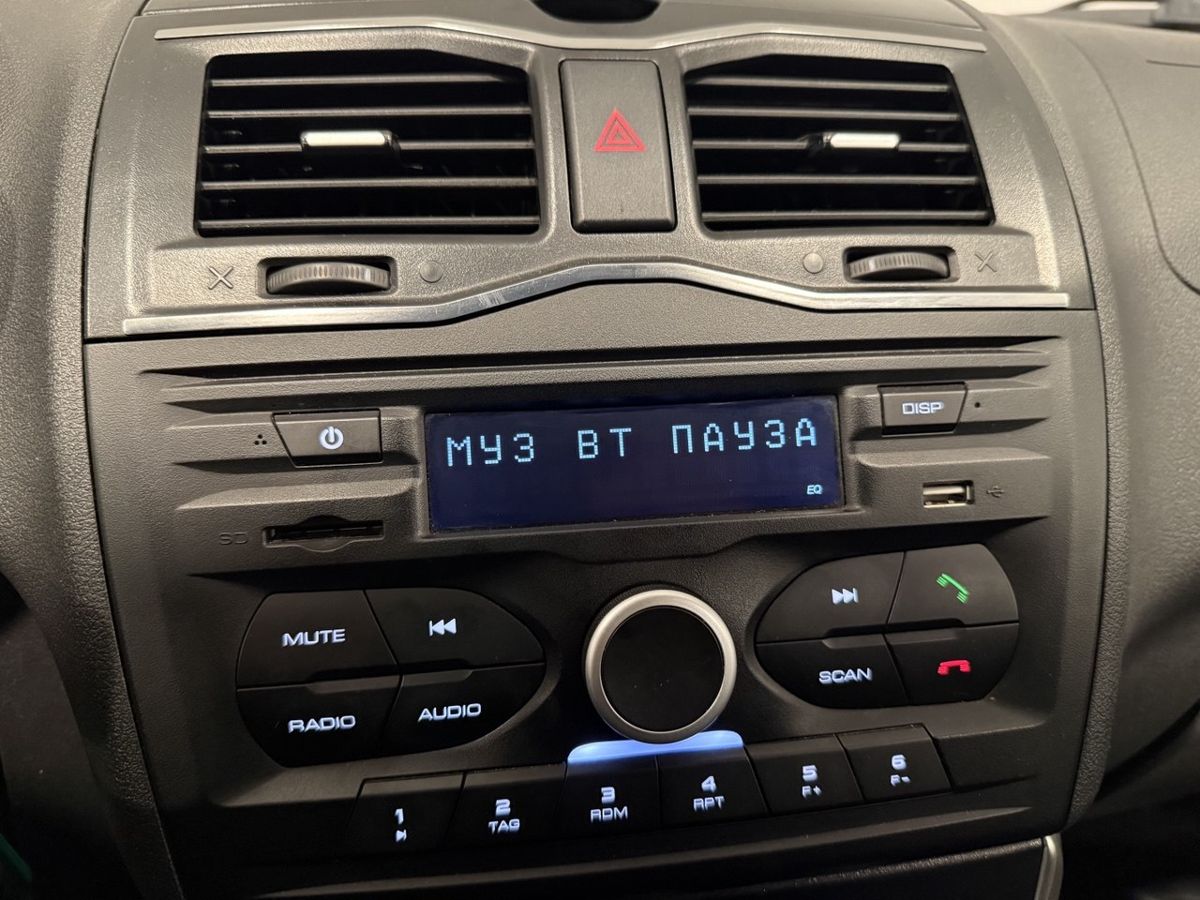 DISP
МУЗ ВТ ПАУЗА
EQ
SD
MUTE
RADIO
AUDIO
SCAN
1
2
TAG
3
RDM
4
RPT
5
F+
6
F-